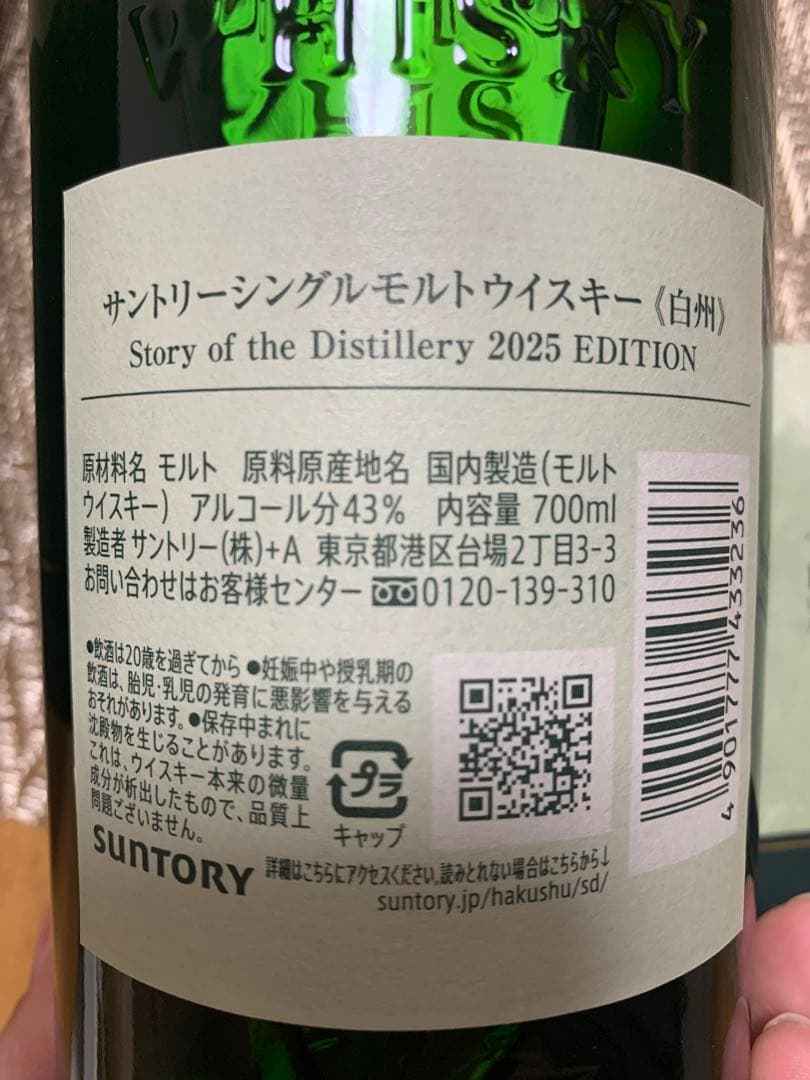 WHISKY
サントリーシングルモルトウイスキー《白州》
Story of the Distillery 2025 EDITION
原材料名 モルト 原料原産地名 国内製造(モルト
ウイスキー) アルコール分43% 内容量 700ml
製造者 サントリー(株)+A 東京都港区台場2丁目3-3
お問い合わせはお客様センター 0120-139-310
●飲酒は20歳を過ぎてから ●妊娠中や授乳期の
飲酒は、胎児・乳児の発育に悪影響を与える
おそれがあります。●保存中まれに
沈殿物を生じることがあります。
これは、ウイスキー本来の微量
成分が析出したもので、品質上
問題ございません。
プラ
キャップ
SUNTORY
詳細はこちらにアクセスください。読みとれない場合はこちらから↓
suntory.jp/hakushu/sd/
4901777433236